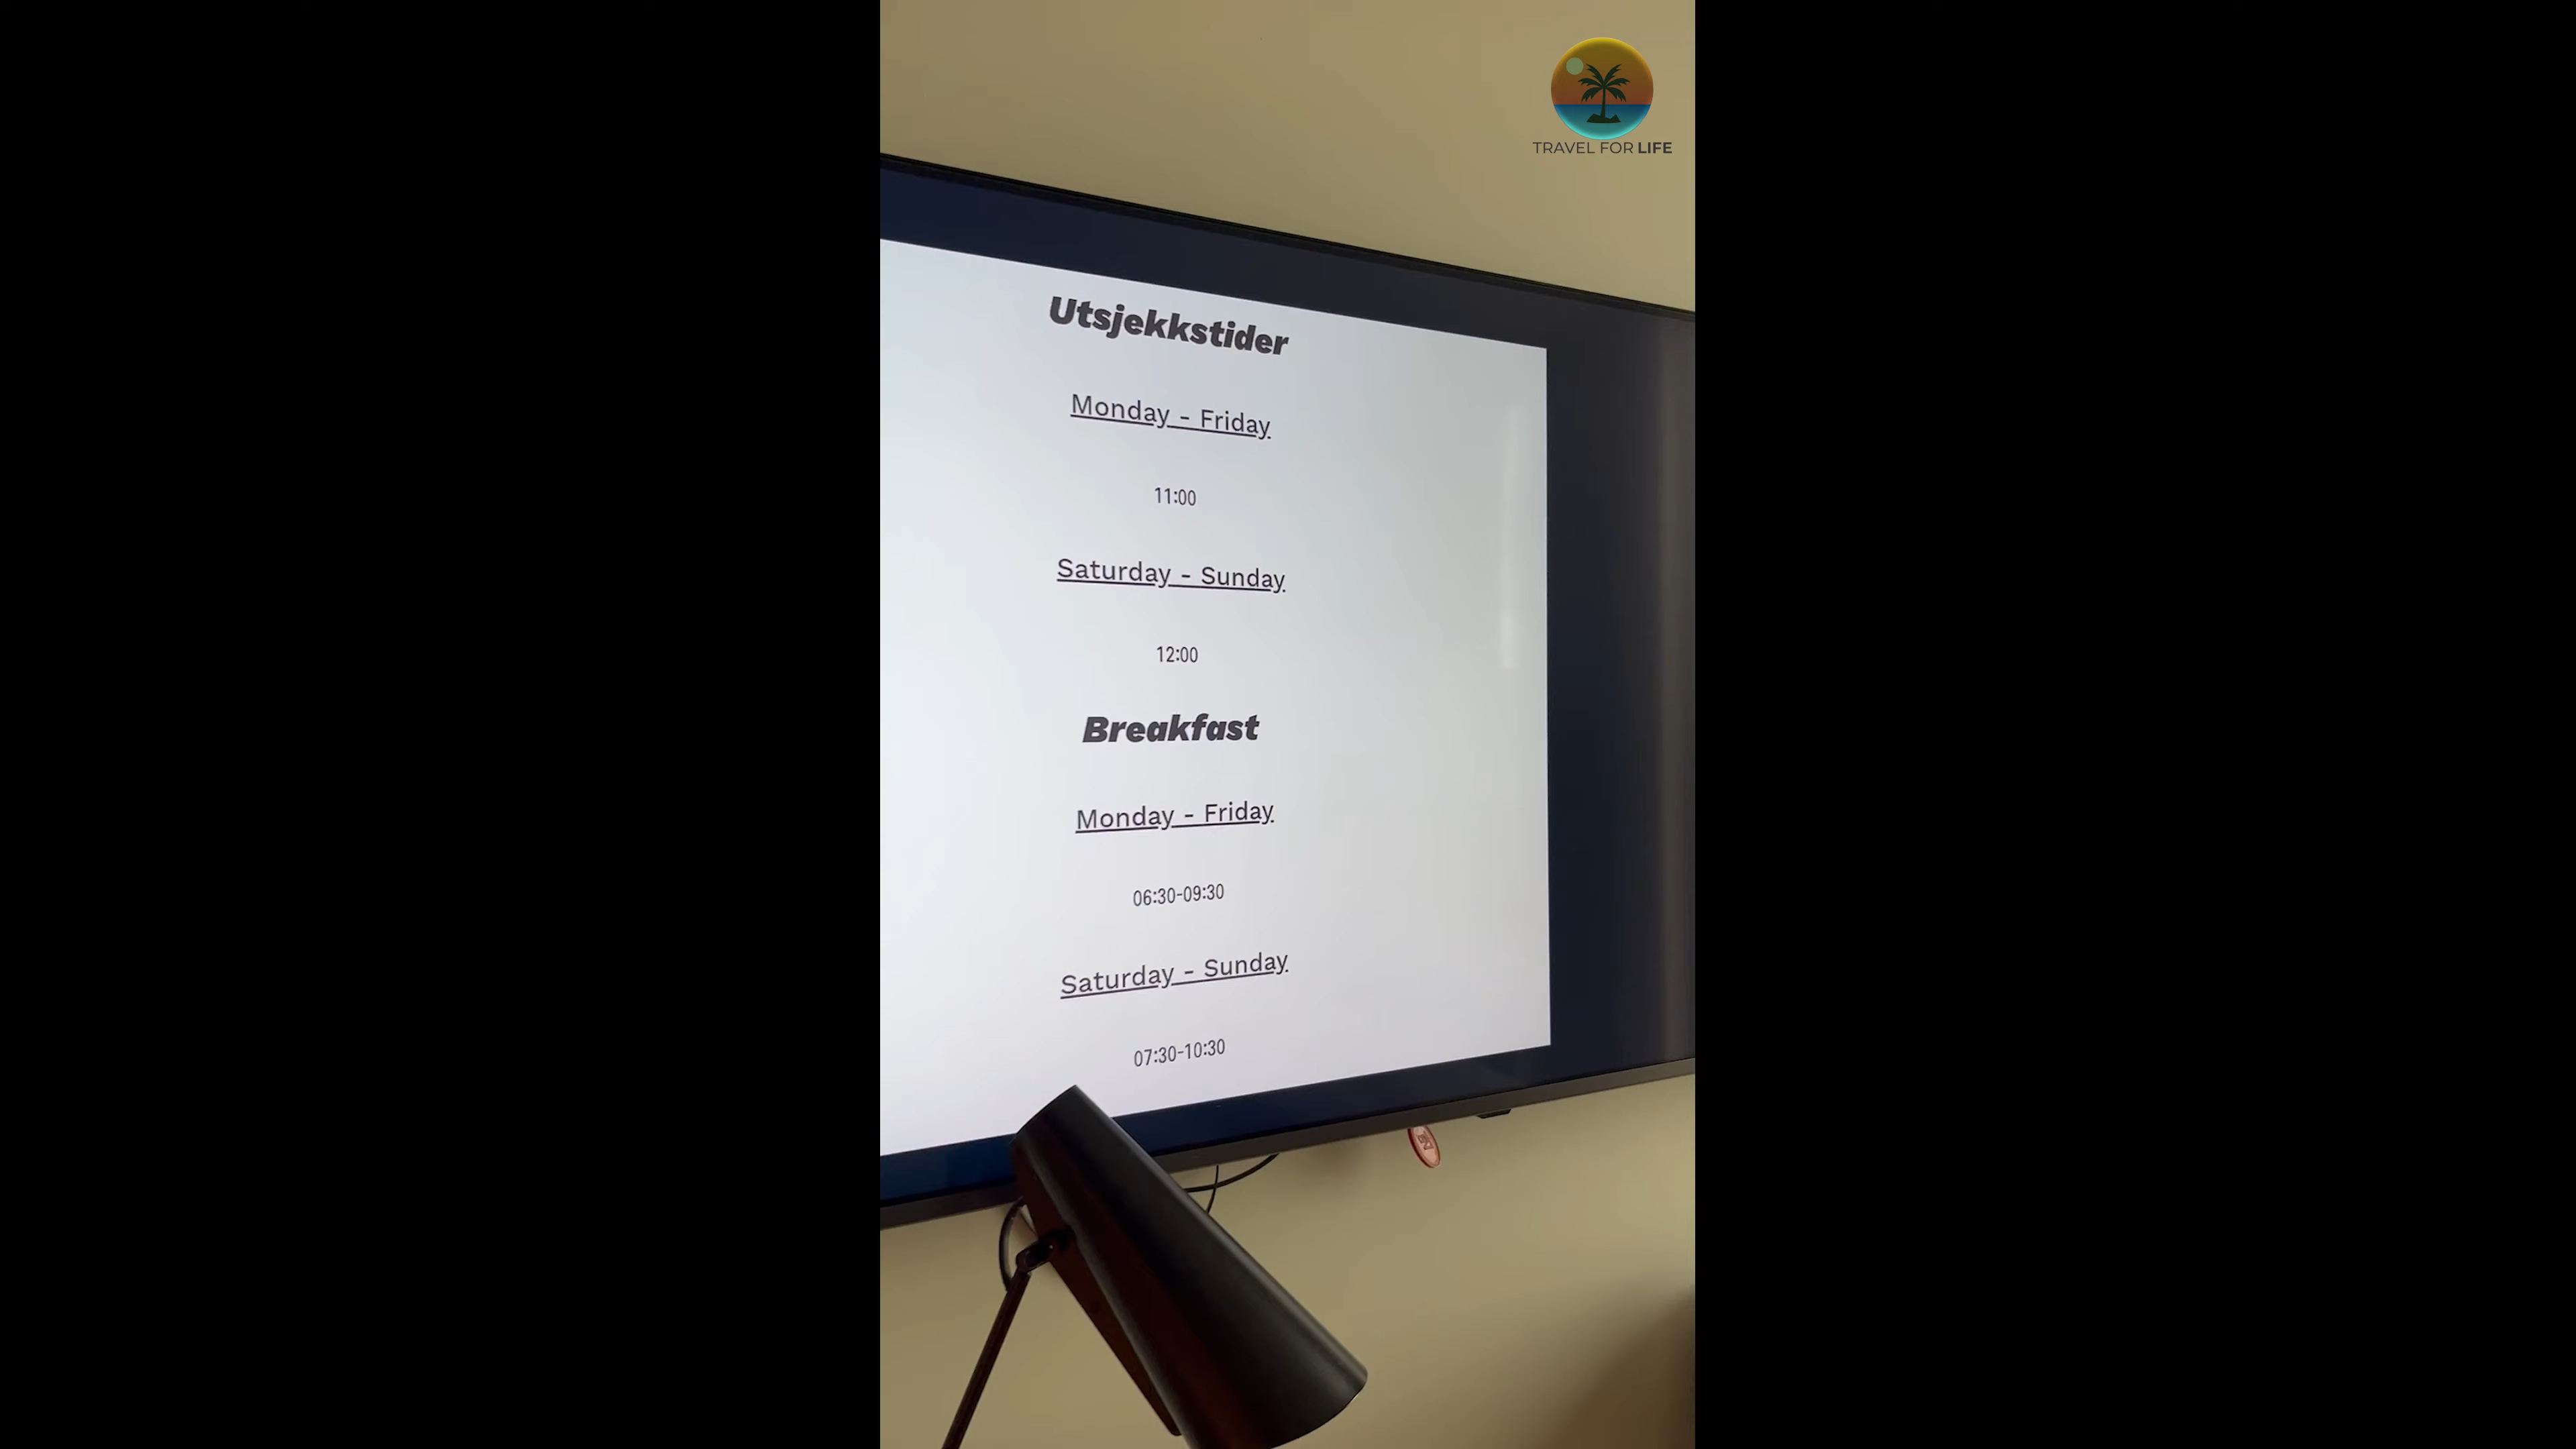 TRAVEL FOR LIFE
Utsjekkstider
Monday - Friday
11:00
Saturday - Sunday
12:00
Breakfast
Monday - Friday
06:30-09:30
Saturday - Sunday
07:30-10:30